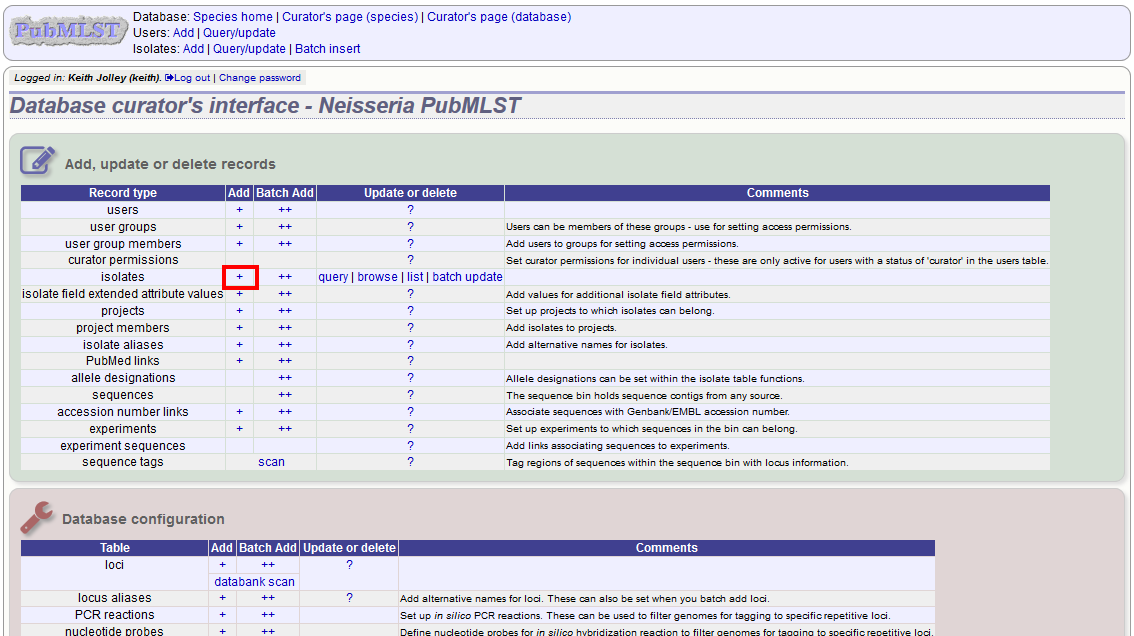 PubMLST
Database: Species home | Curator's page (species) | Curator's page (database)
Users: Add | Query/update
Isolates: Add | Query/update | Batch insert
Logged in: Keith Jolley (keith). Log out | Change password
Database curator's interface - Neisseria PubMLST
Add, update or delete records
Record type Add Batch Add Update or delete Comments
users + ++ ?
user groups + ++ ? Users can be members of these groups - use for setting access permissions.
user group members + ++ ? Add users to groups for setting access permissions.
curator permissions ? Set curator permissions for individual users - these are only active for users with a status of 'curator' in the users table.
isolates + ++ query | browse | list | batch update
isolate field extended attribute values + ++ ? Add values for additional isolate field attributes.
projects + ++ ? Set up projects to which isolates can belong.
project members + ++ ? Add isolates to projects.
isolate aliases + ++ ? Add alternative names for isolates.
PubMed links + ++ ?
allele designations ++ ? Allele designations can be set within the isolate table functions.
sequences ++ ? The sequence bin holds sequence contigs from any source.
accession number links + ++ ? Associate sequences with Genbank/EMBL accession number.
experiments + ++ ? Set up experiments to which sequences in the bin can belong.
experiment sequences ? Add links associating sequences to experiments.
sequence tags scan ? Tag regions of sequences within the sequence bin with locus information.
Database configuration
Table Add Batch Add Update or delete Comments
loci + ++ ?
databank scan
locus aliases + ++ ? Add alternative names for loci. These can also be set when you batch add loci.
PCR reactions + ++ Set up in silico PCR reactions. These can be used to filter genomes for tagging to specific repetitive loci.
nucleotide probes + ++ Define nucleotide probes for in silico hybridization reaction to filter genomes for tagging to specific repetitive loci.